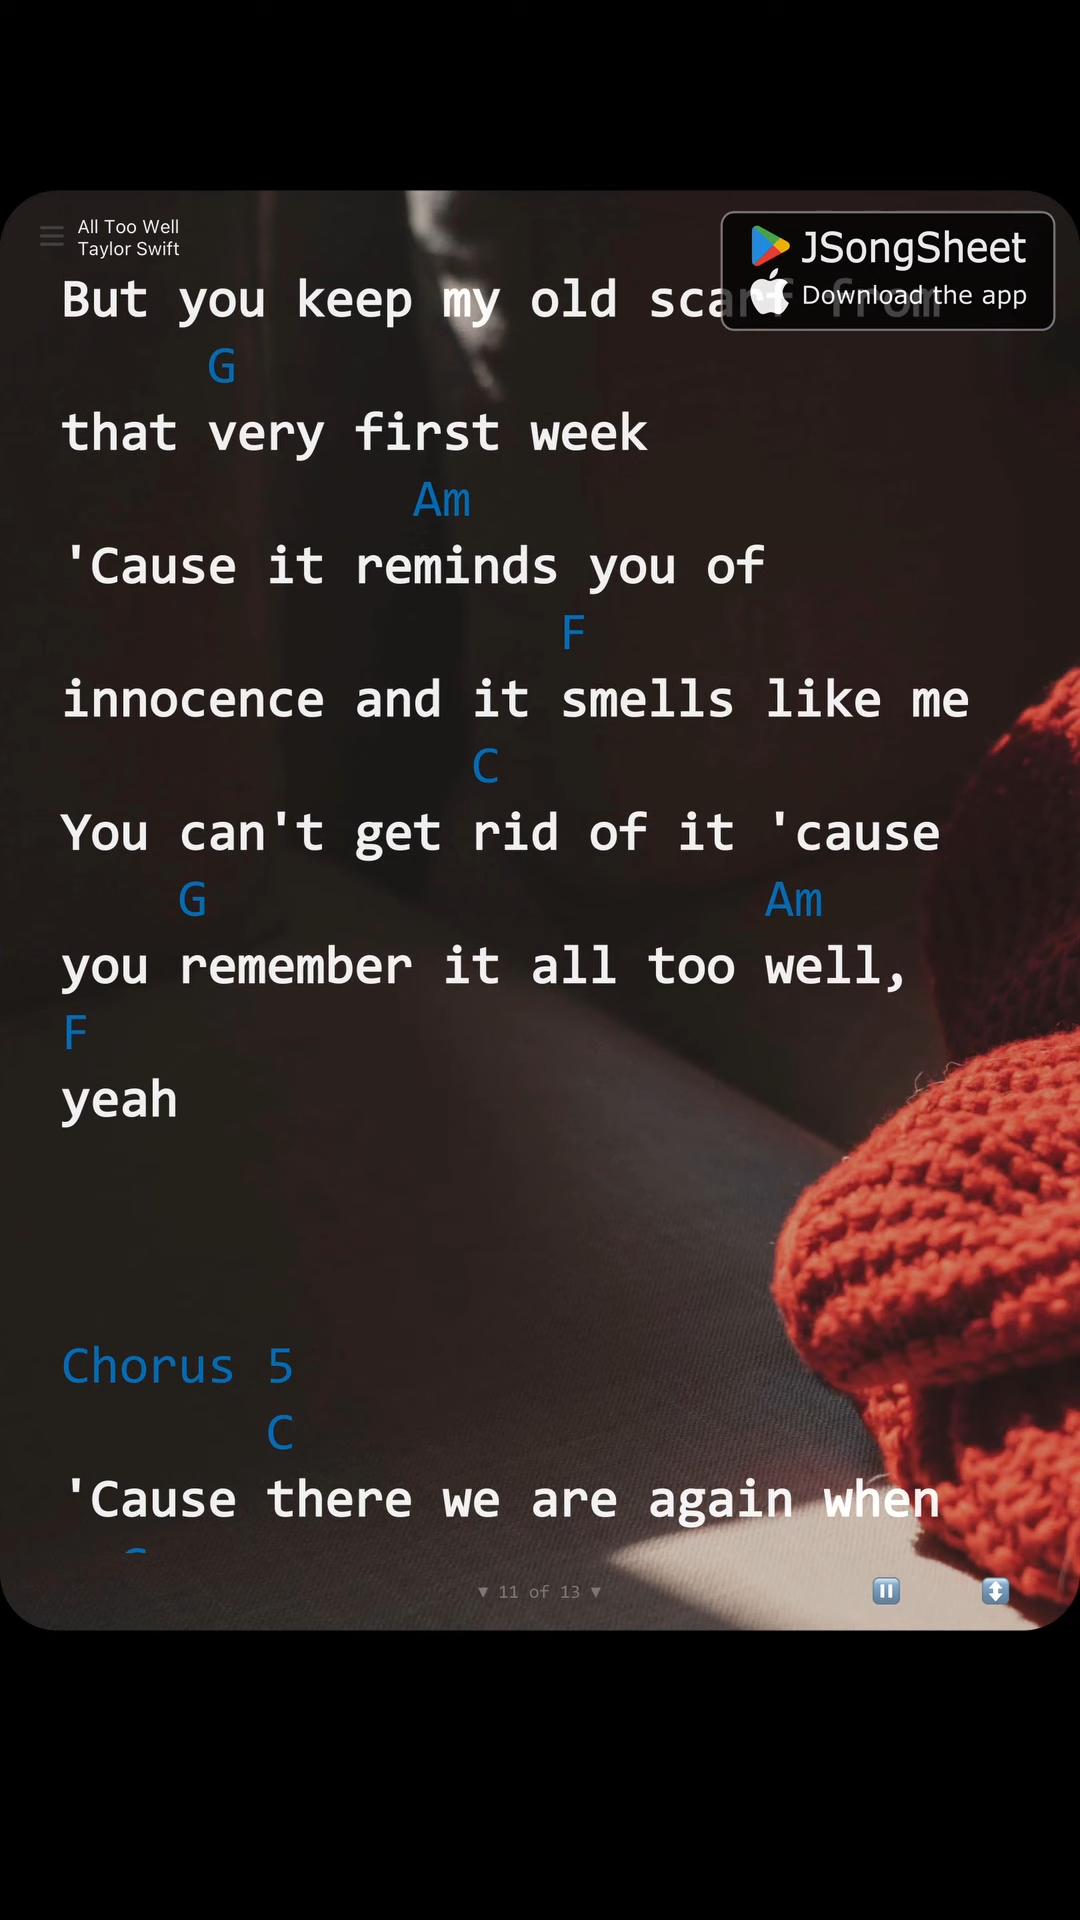 All Too Well
Taylor Swift
JSongSheet
Download the app
But you keep my old scarf from
G
that very first week
Am
'Cause it reminds you of
F
innocence and it smells like me
C
You can't get rid of it 'cause
G Am
you remember it all too well,
F
yeah
Chorus 5
C
'Cause there we are again when
▼ 11 of 13 ▼